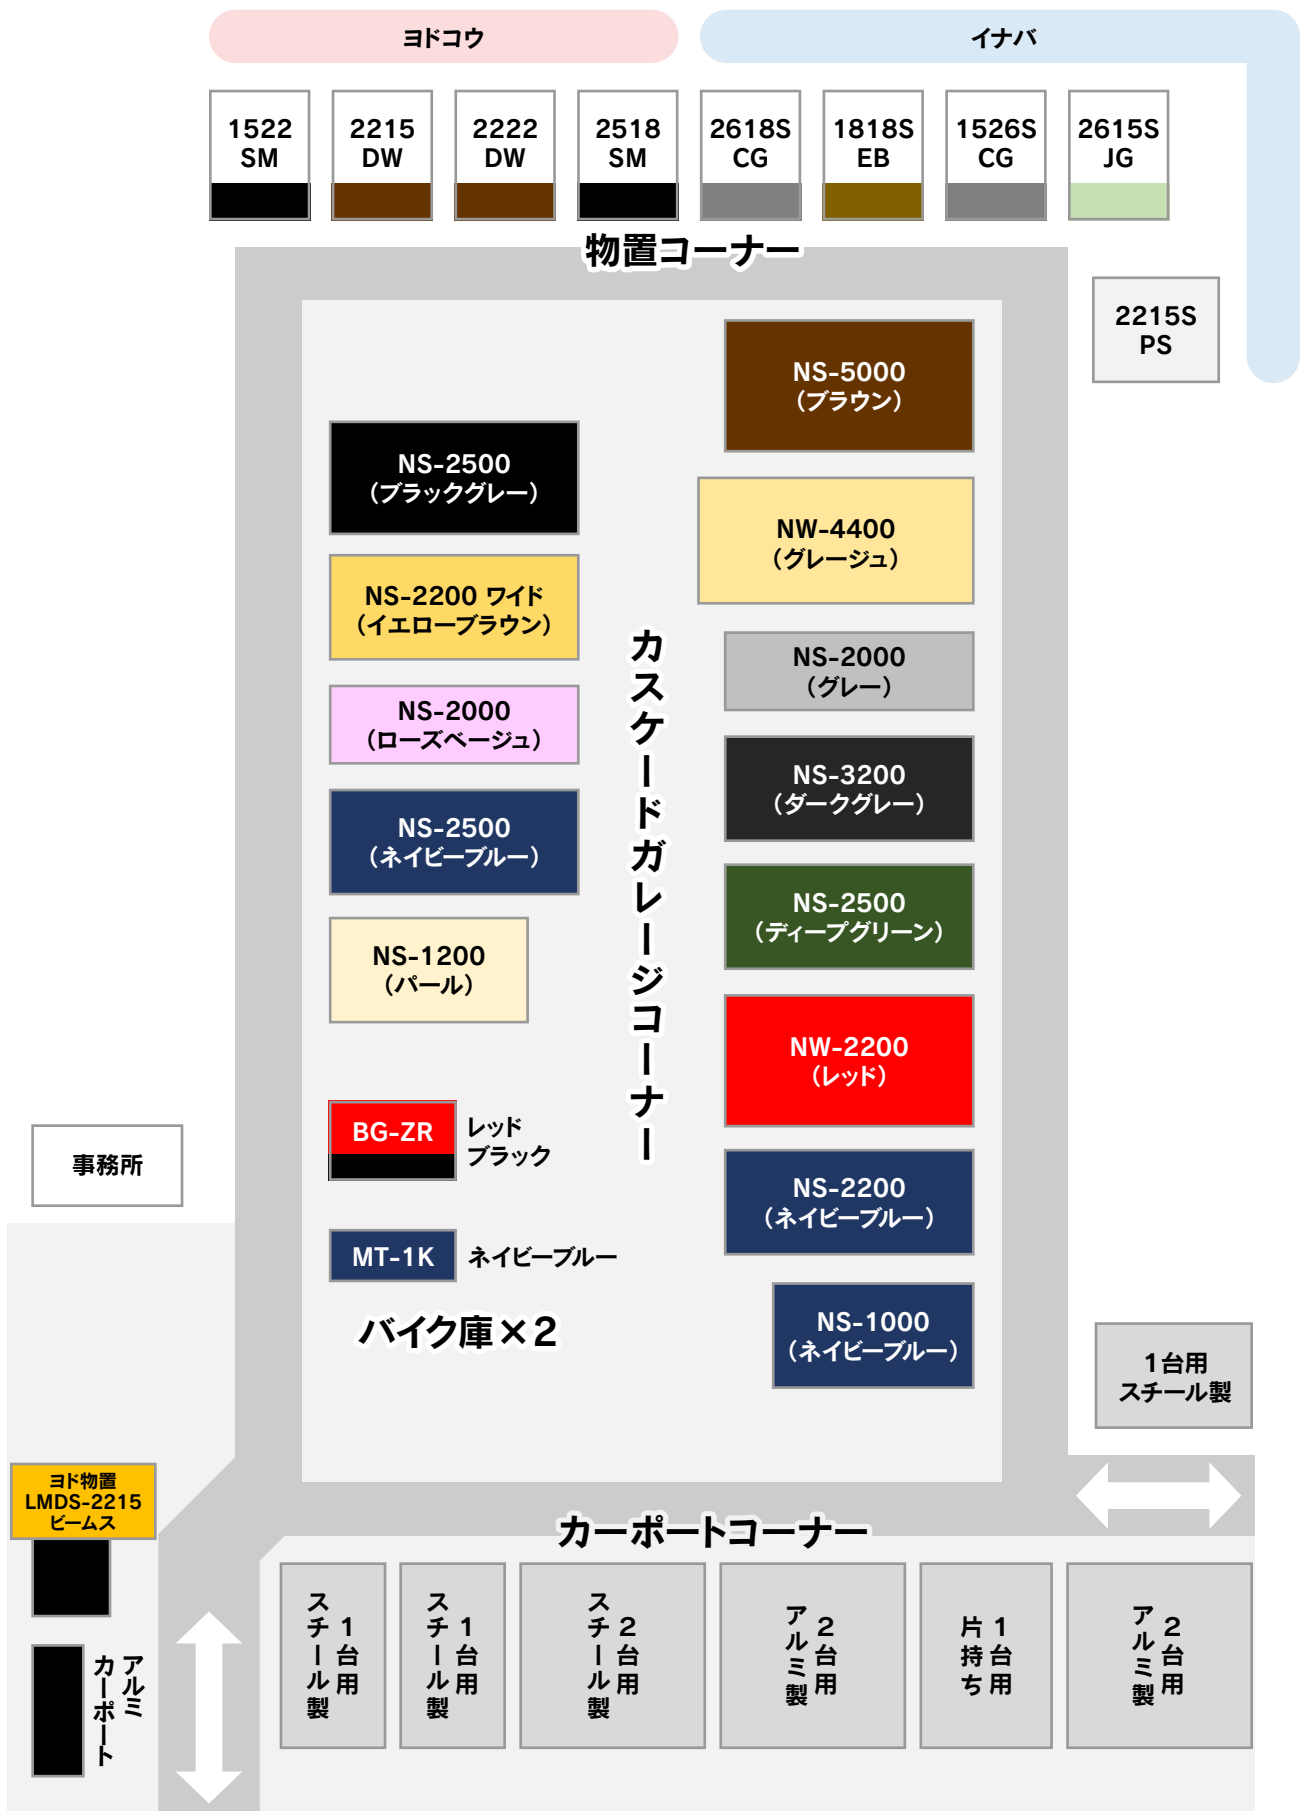 ヨドコウ
イナバ
1522
SM
2215
DW
2222
DW
2518
SM
2618S
CG
1818S
EB
1526S
CG
2615S
JG
物置コーナー
2215S
PS
NS-5000
（ブラウン）
NS-2500
（ブラックグレー）
NW-4400
（グレージュ）
NS-2200 ワイド
（イエローブラウン）
NS-2000
（グレー）
NS-2000
（ローズベージュ）
NS-3200
（ダークグレー）
NS-2500
（ネイビーブルー）
NS-2500
（ディープグリーン）
NS-1200
（パール）
NW-2200
（レッド）
カスケードガレージコーナー
BG-ZR
レッド
ブラック
NS-2200
（ネイビーブルー）
MT-1K
ネイビーブルー
NS-1000
（ネイビーブルー）
バイク庫×2
事務所
1台用
スチール製
ヨド物置
LMDS-2215
ビームス
カーポートコーナー
アルミ
カーポート
1台用
スチール製
1台用
スチール製
2台用
スチール製
2台用
アルミ製
1台用
片持ち
2台用
アルミ製